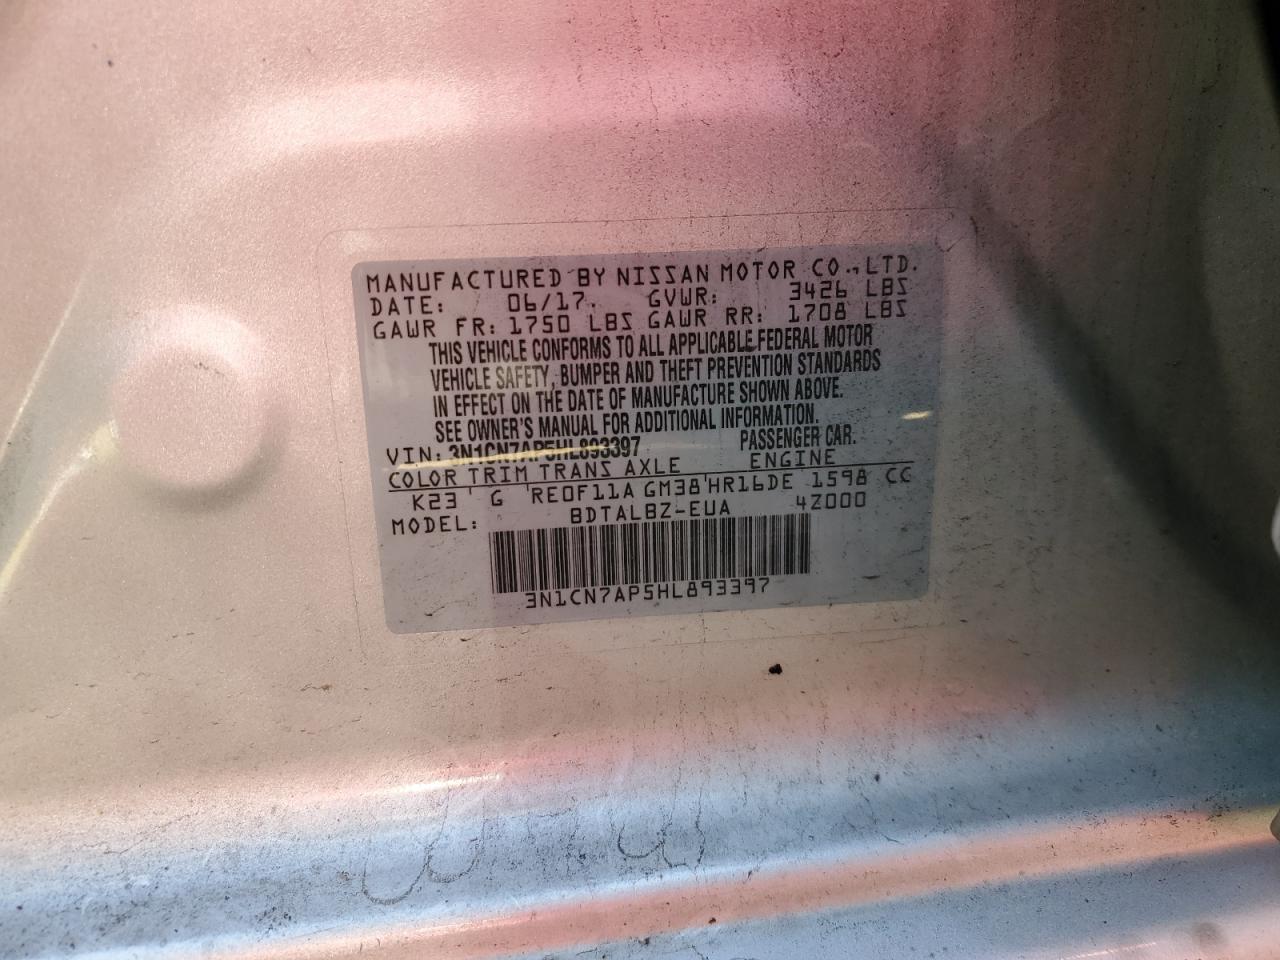 MANUFACTURED BY NISSAN MOTOR CO., LTD.
DATE: 06/17. GVWR: 3426 LBS
GAWR FR: 1750 LBS GAWR RR: 1708 LBS
THIS VEHICLE CONFORMS TO ALL APPLICABLE FEDERAL MOTOR
VEHICLE SAFETY, BUMPER AND THEFT PREVENTION STANDARDS
IN EFFECT ON THE DATE OF MANUFACTURE SHOWN ABOVE.
SEE OWNER'S MANUAL FOR ADDITIONAL INFORMATION.
VIN: 3N1CN7AP5HL893397 PASSENGER CAR.
COLOR TRIM TRANS AXLE ENGINE
K23 G RE0F11A GM38 HR16DE 1598 CC
MODEL: BDTALBZ-EUA 4Z000
3N1CN7AP5HL893397